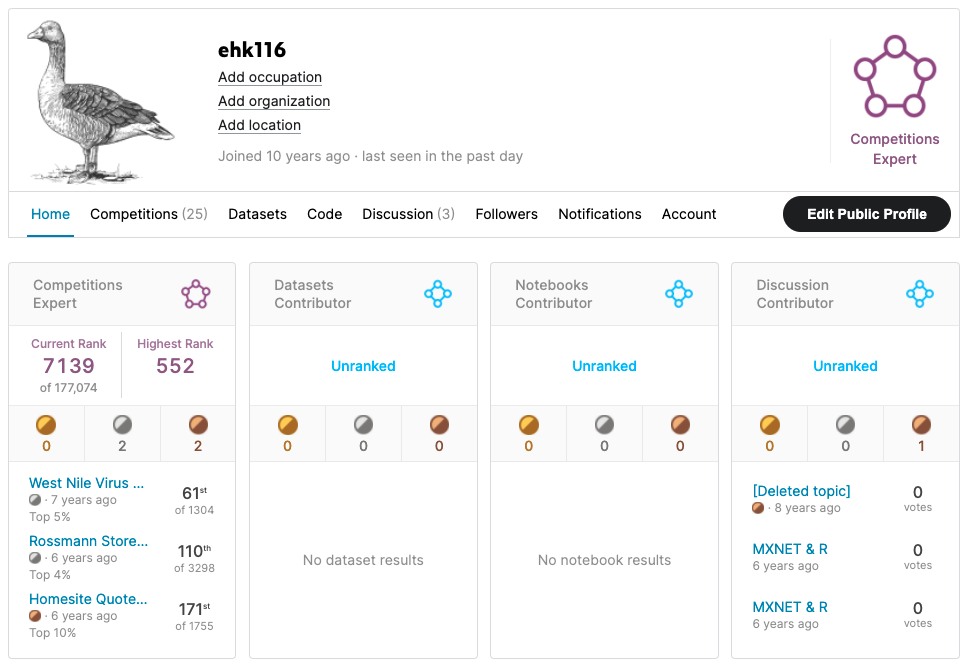 ehk116
Add occupation
Add organization
Add location
Joined 10 years ago · last seen in the past day
Competitions
Expert
Home Competitions (25) Datasets Code Discussion (3) Followers Notifications Account Edit Public Profile
Competitions
Expert
Current Rank
7139
of 177,074
Highest Rank
552
0 2 2
West Nile Virus ...
· 7 years ago
Top 5%
61st
of 1304
Rossmann Store...
· 6 years ago
Top 4%
110th
of 3298
Homesite Quote...
· 6 years ago
Top 10%
171st
of 1755
Datasets
Contributor
Unranked
0 0 0
No dataset results
Notebooks
Contributor
Unranked
0 0 0
No notebook results
Discussion
Contributor
Unranked
0 0 1
[Deleted topic]
· 8 years ago
0
votes
MXNET & R
6 years ago
0
votes
MXNET & R
6 years ago
0
votes